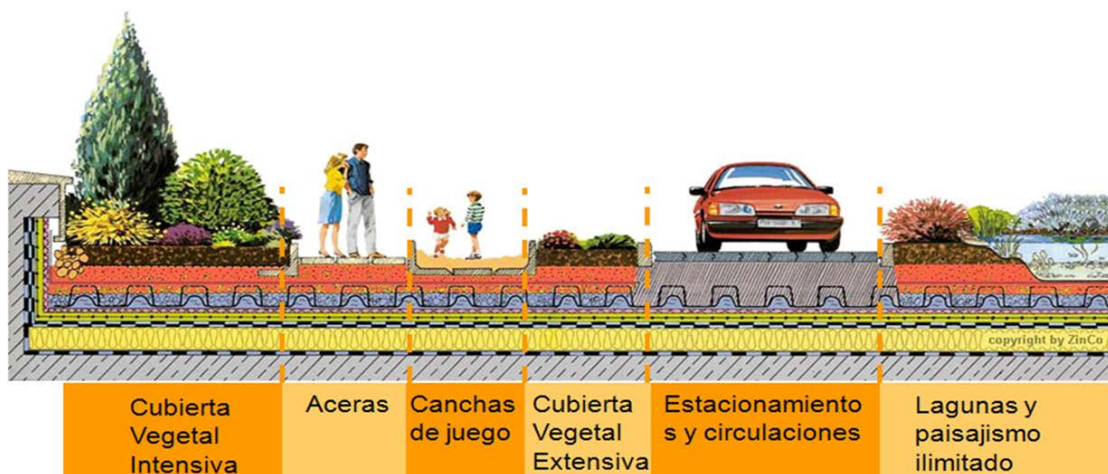 copyright by ZinCo
Cubierta
Vegetal
Intensiva
Aceras
Canchas
de juego
Cubierta
Vegetal
Extensiva
Estacionamiento
s y circulaciones
Lagunas y
paisajismo
ilimitado